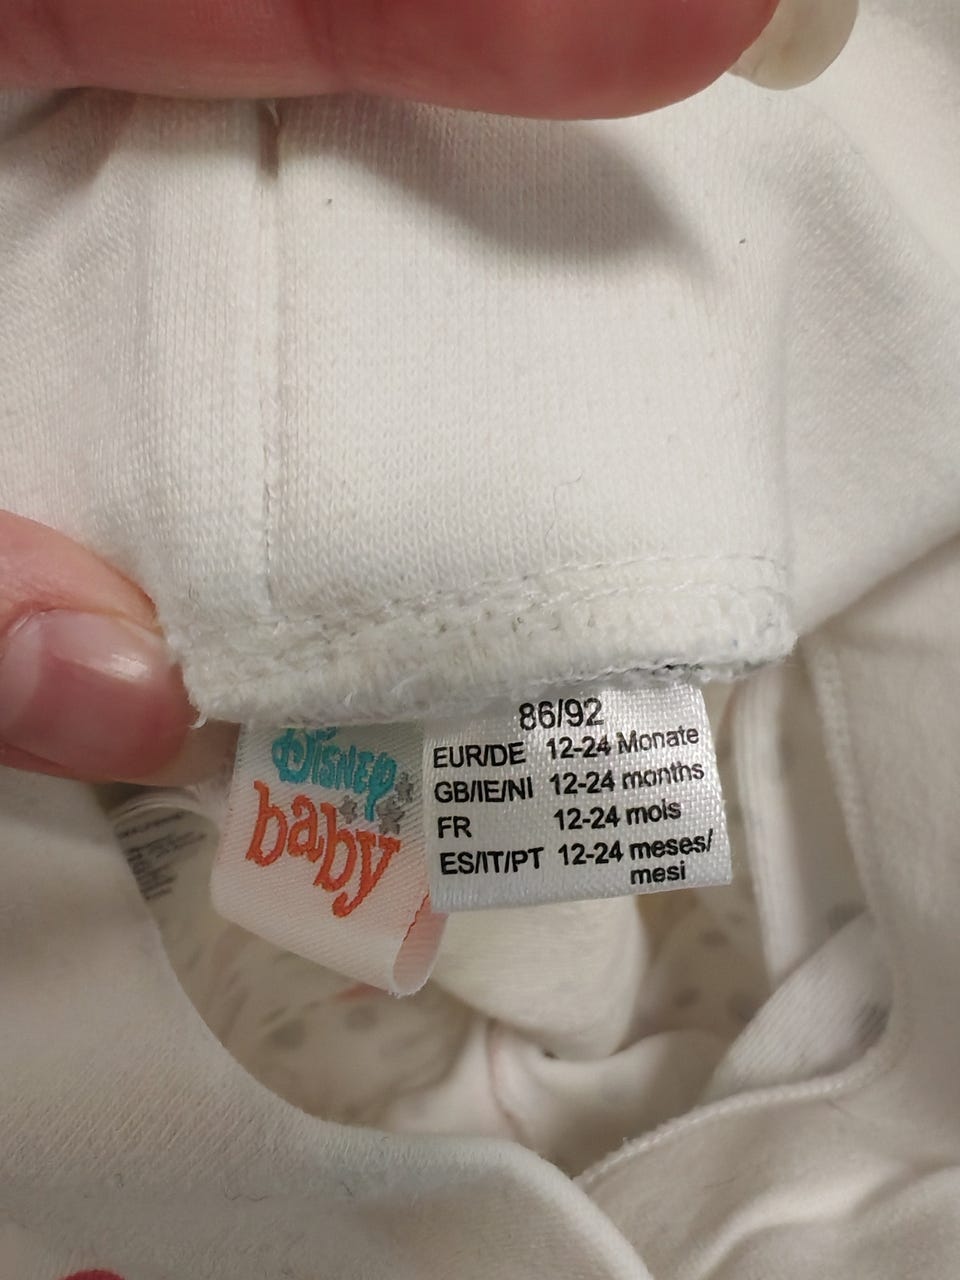 Disney
baby
86/92
EUR/DE 12-24 Monate
GB/IE/NI 12-24 months
FR 12-24 mois
ES/IT/PT 12-24 meses/
mesi